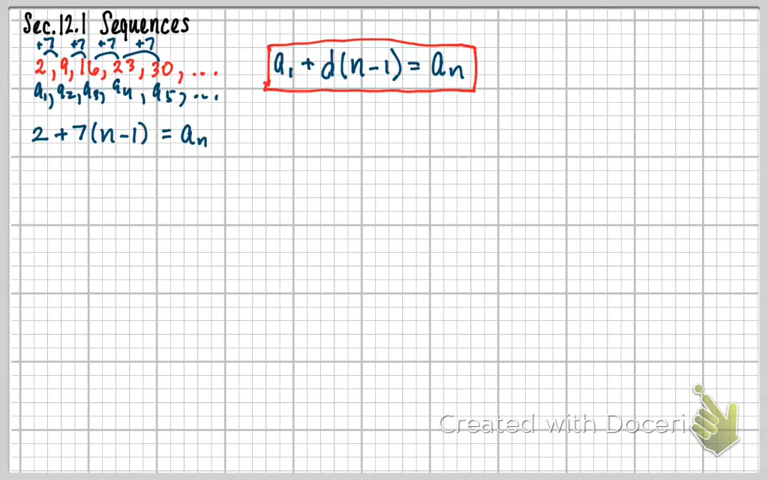 Sec.12.1 Sequences
+7 +7 +7 +7
2, 9, 16, 23, 30, ...
a₁, a₂, a₃, a₄, a₅, ...
2 + 7(n-1) = aₙ
a₁ + d(n-1) = aₙ
Created with Doceri